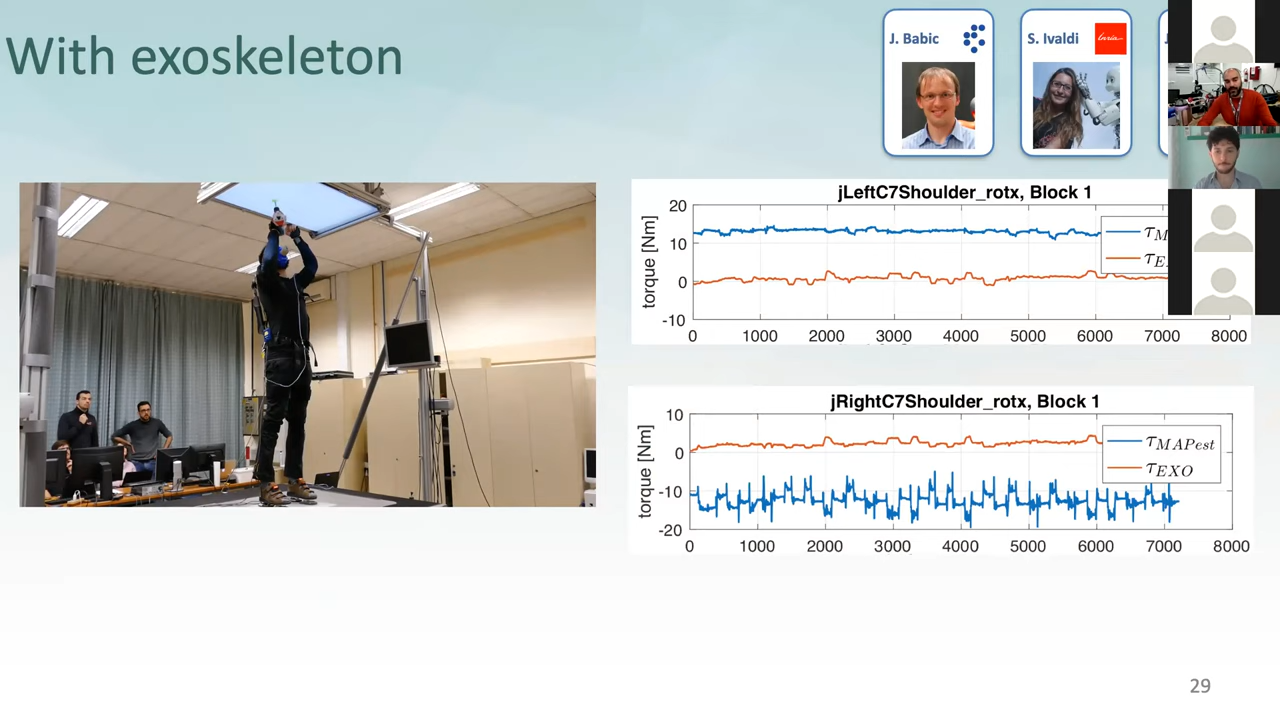 With exoskeleton
J. Babic
S. Ivaldi
Inria
J
jLeftC7Shoulder_rotx, Block 1
torque [Nm]
20
10
0
-10
τM
τE
0 1000 2000 3000 4000 5000 6000 7000 8000
jRightC7Shoulder_rotx, Block 1
torque [Nm]
10
0
-10
-20
τMAPest
τEXO
0 1000 2000 3000 4000 5000 6000 7000 8000
29